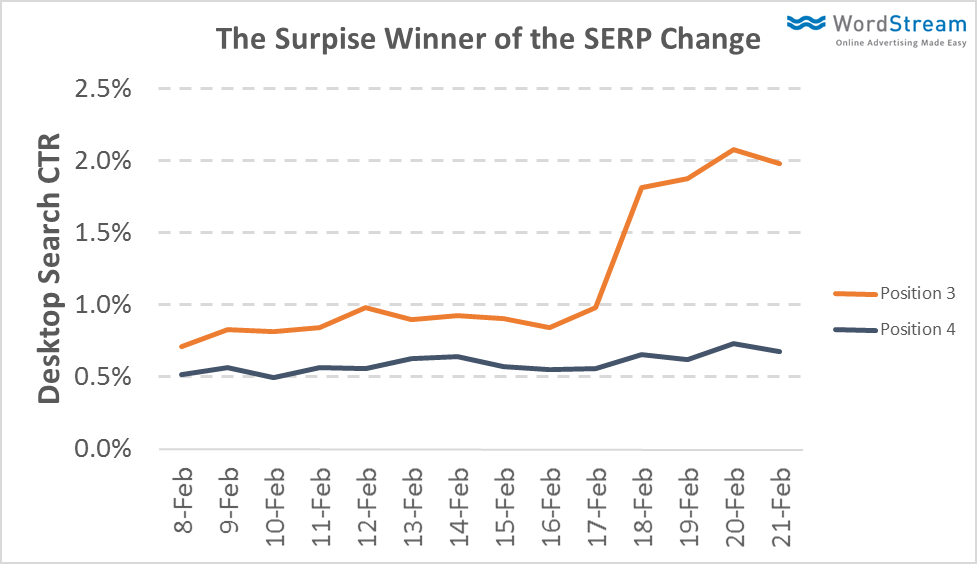 The Surpise Winner of the SERP Change
WordStream
Online Advertising Made Easy
Desktop Search CTR
2.5%
2.0%
1.5%
1.0%
0.5%
0.0%
Position 3
Position 4
8-Feb
9-Feb
10-Feb
11-Feb
12-Feb
13-Feb
14-Feb
15-Feb
16-Feb
17-Feb
18-Feb
19-Feb
20-Feb
21-Feb